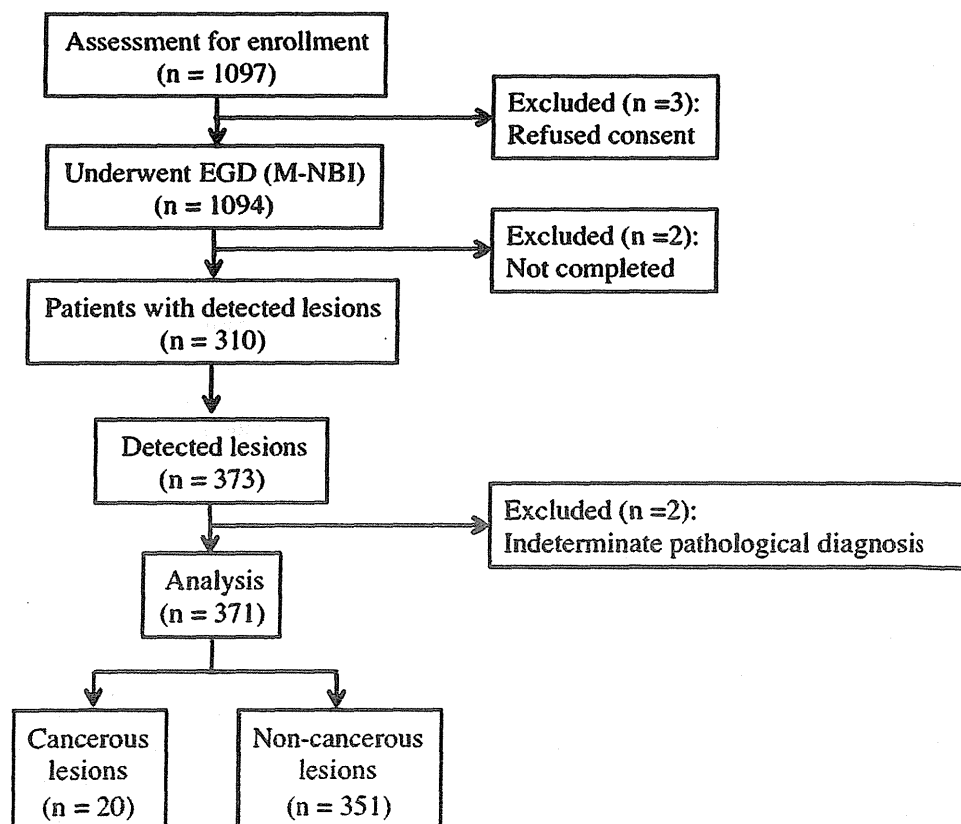 Assessment for enrollment
(n = 1097)
Excluded (n =3):
Refused consent
Underwent EGD (M-NBI)
(n = 1094)
Excluded (n =2):
Not completed
Patients with detected lesions
(n = 310)
Detected lesions
(n = 373)
Excluded (n =2):
Indeterminate pathological diagnosis
Analysis
(n = 371)
Cancerous
lesions
(n = 20)
Non-cancerous
lesions
(n = 351)